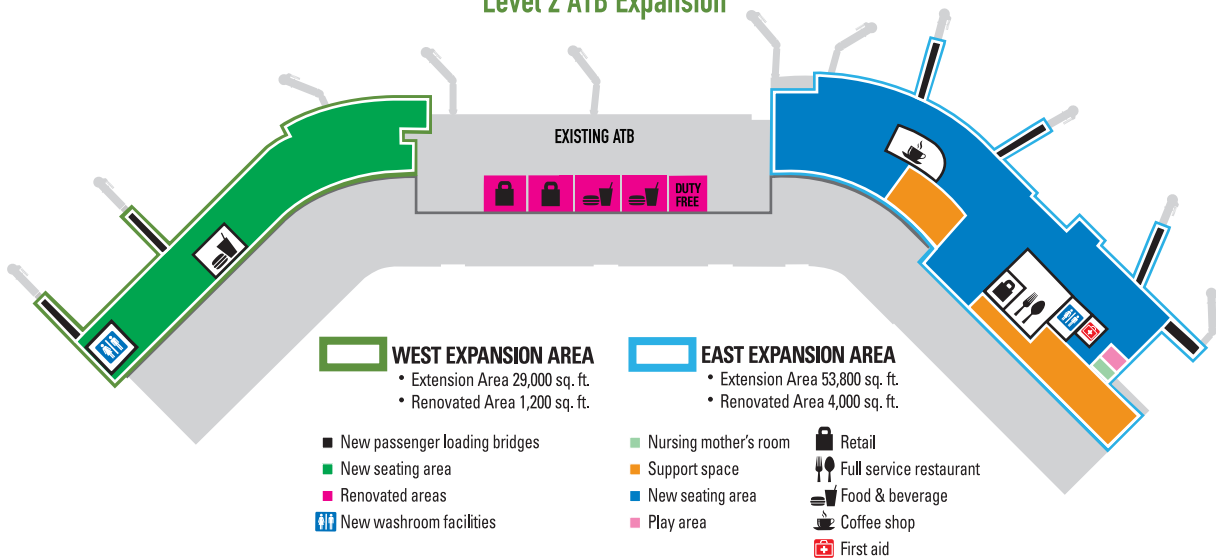 Level 2 ATB Expansion
EXISTING ATB
DUTY
FREE
WEST EXPANSION AREA
• Extension Area 29,000 sq. ft.
• Renovated Area 1,200 sq. ft.
New passenger loading bridges
New seating area
Renovated areas
New washroom facilities
EAST EXPANSION AREA
• Extension Area 53,800 sq. ft.
• Renovated Area 4,000 sq. ft.
Nursing mother's room
Support space
New seating area
Play area
Retail
Full service restaurant
Food & beverage
Coffee shop
First aid